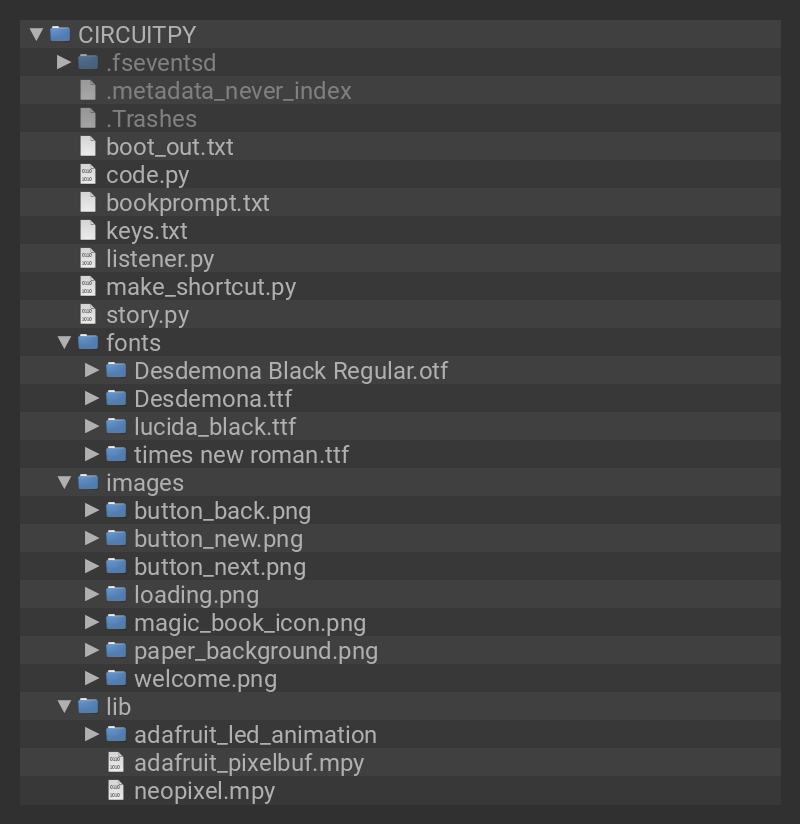 CIRCUITPY
.fseventsd
.metadata_never_index
.Trashes
boot_out.txt
code.py
bookprompt.txt
keys.txt
listener.py
make_shortcut.py
story.py
fonts
Desdemona Black Regular.otf
Desdemona.ttf
lucida_black.ttf
times new roman.ttf
images
button_back.png
button_new.png
button_next.png
loading.png
magic_book_icon.png
paper_background.png
welcome.png
lib
adafruit_led_animation
adafruit_pixelbuf.mpy
neopixel.mpy